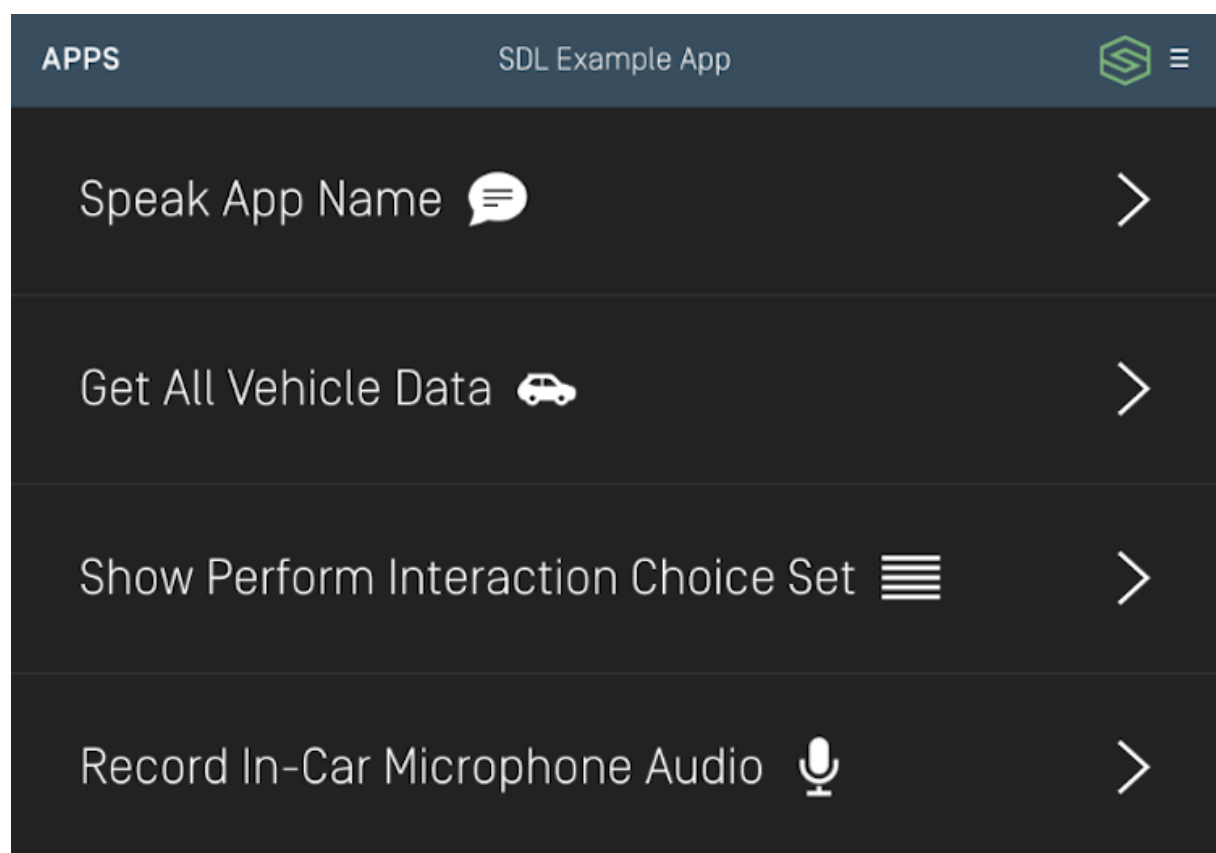 APPS
SDL Example App
Speak App Name
Get All Vehicle Data
Show Perform Interaction Choice Set
Record In-Car Microphone Audio